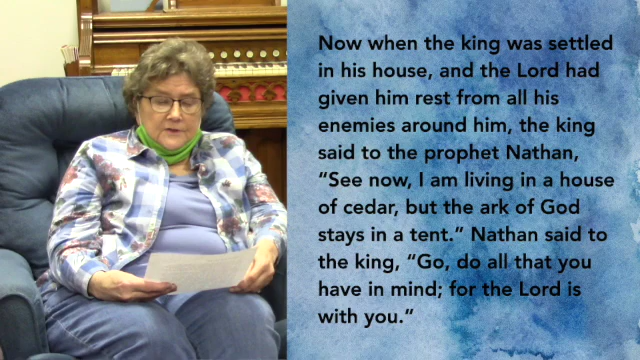 Now when the king was settled
in his house, and the Lord had
given him rest from all his
enemies around him, the king
said to the prophet Nathan,
“See now, I am living in a house
of cedar, but the ark of God
stays in a tent.” Nathan said to
the king, “Go, do all that you
have in mind; for the Lord is
with you.”